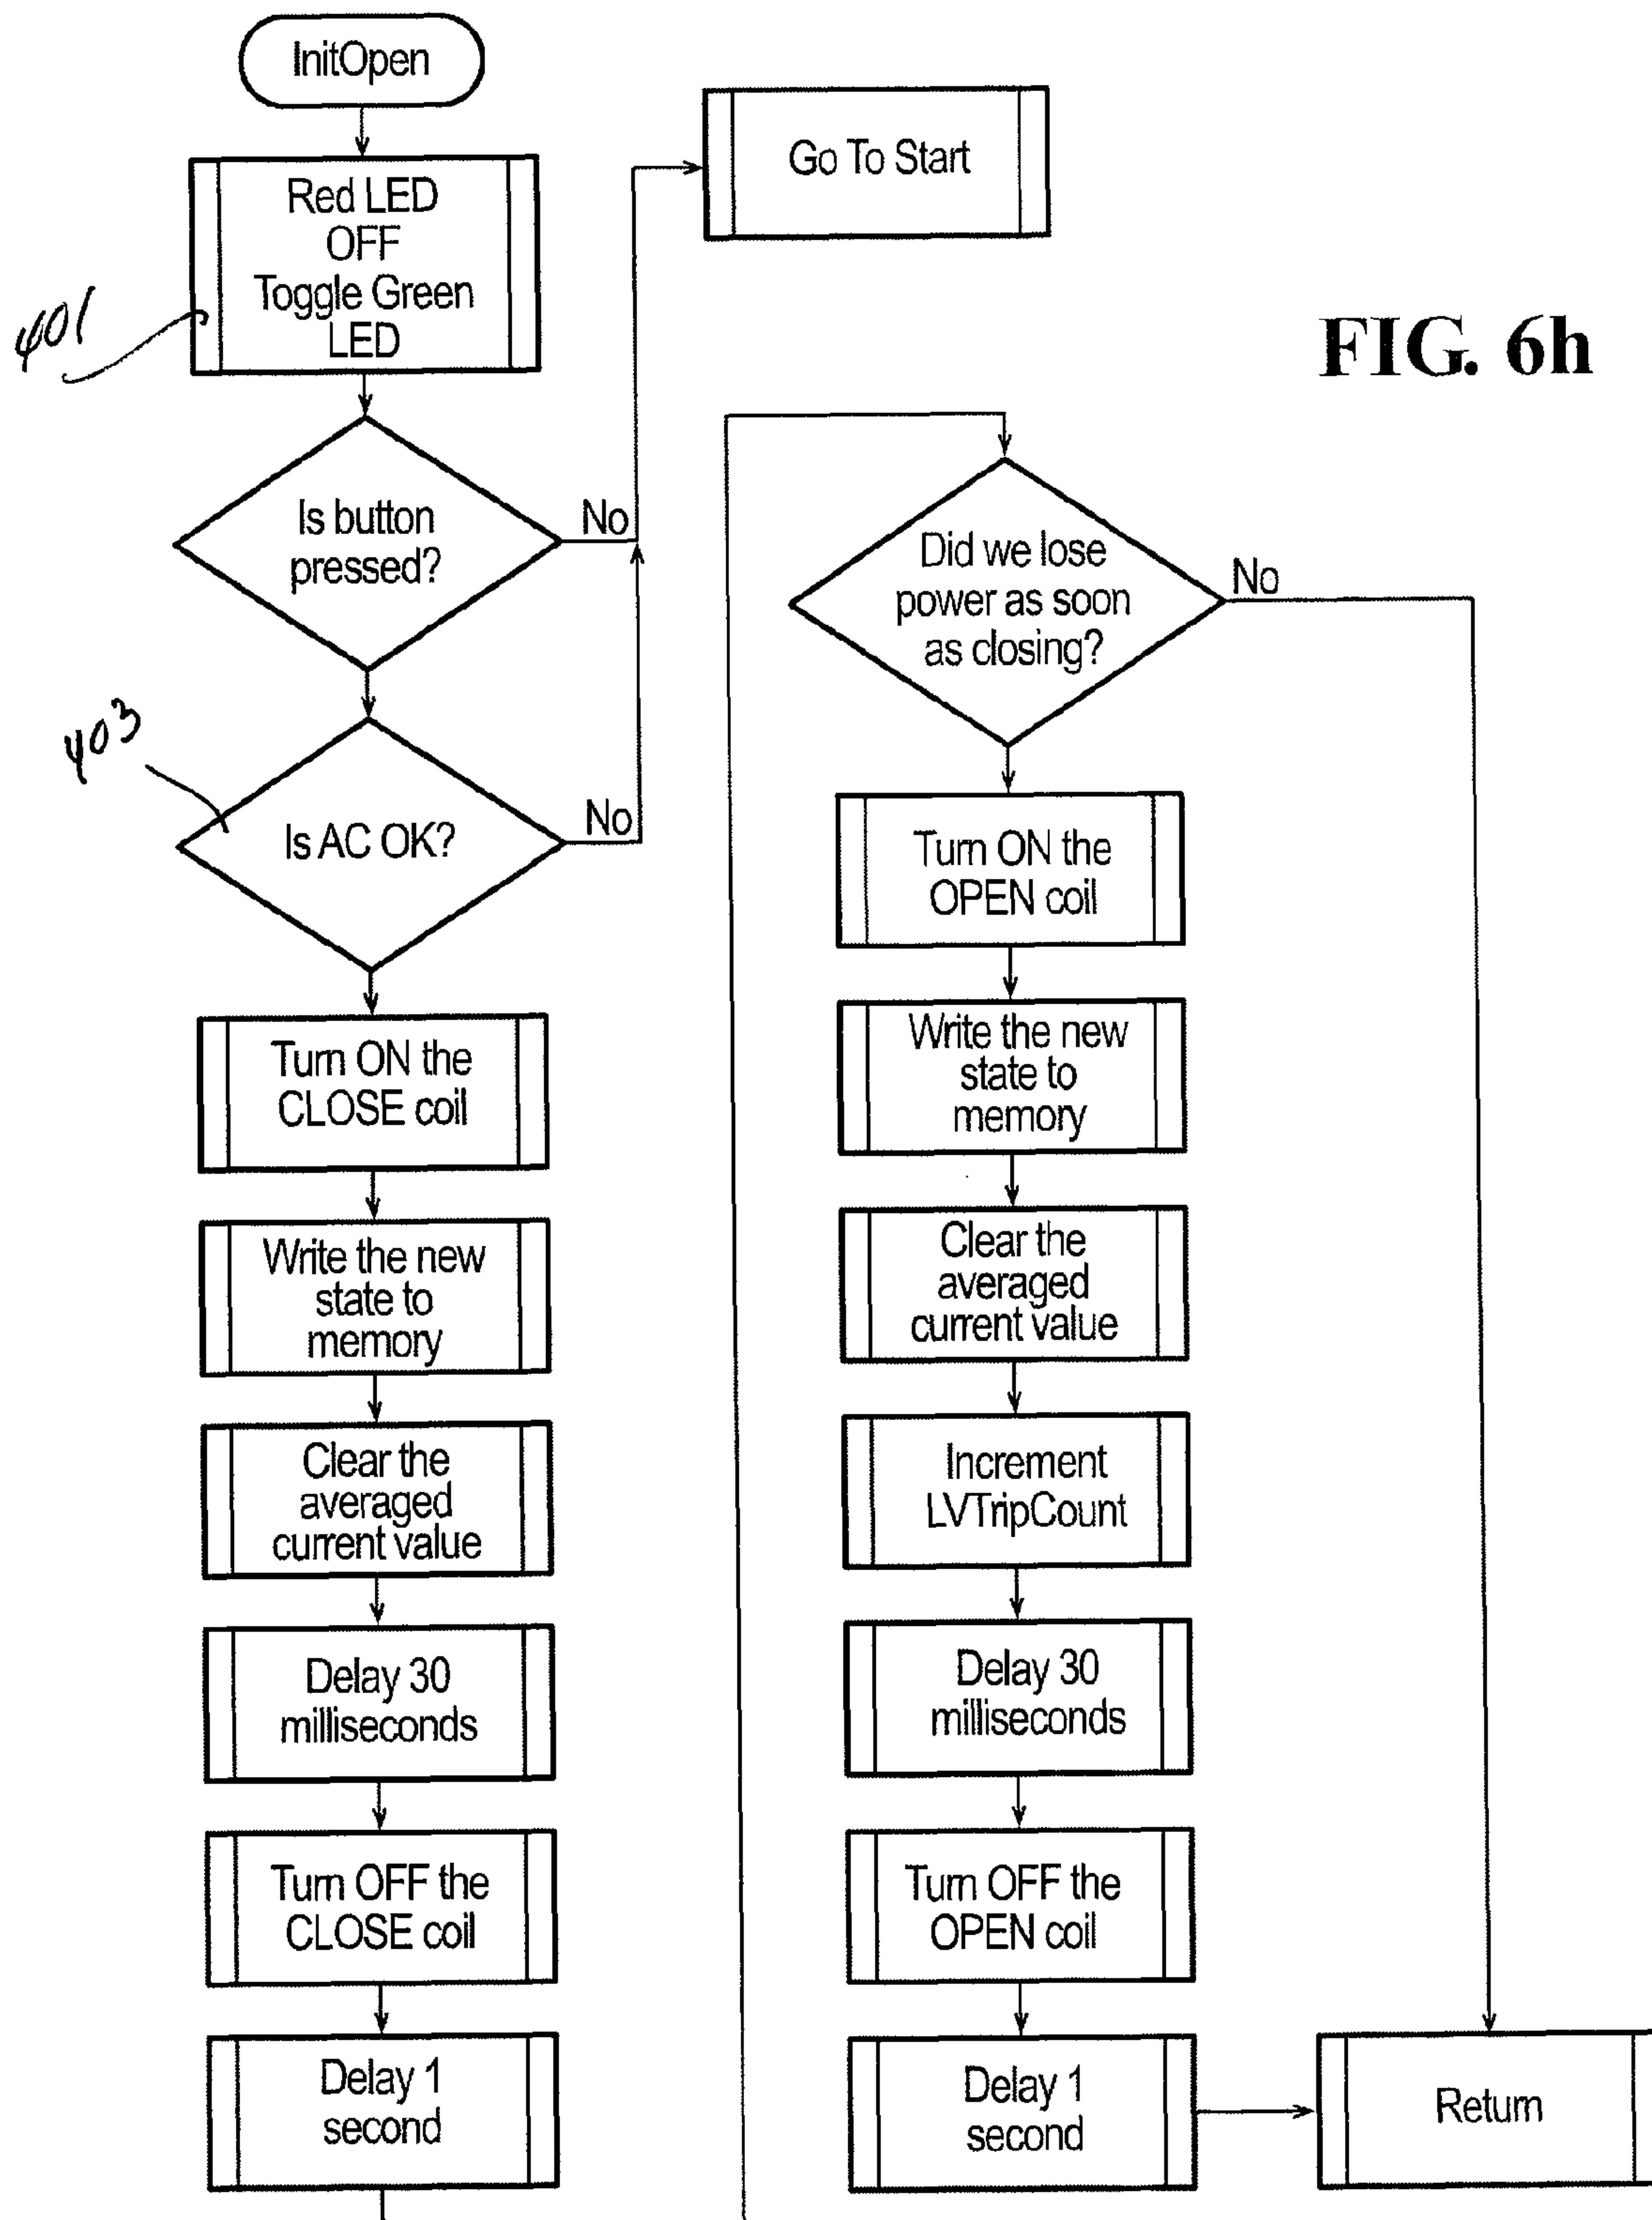 InitOpen
Red LED
OFF
Toggle Green
LED
401
Go To Start
FIG. 6h
Is button
pressed?
No
403
Is AC OK?
No
Turn ON the
CLOSE coil
Write the new
state to
memory
Clear the
averaged
current value
Delay 30
milliseconds
Turn OFF the
CLOSE coil
Delay 1
second
Did we lose
power as soon
as closing?
No
Turn ON the
OPEN coil
Write the new
state to
memory
Clear the
averaged
current value
Increment
LVTripCount
Delay 30
milliseconds
Turn OFF the
OPEN coil
Delay 1
second
Return